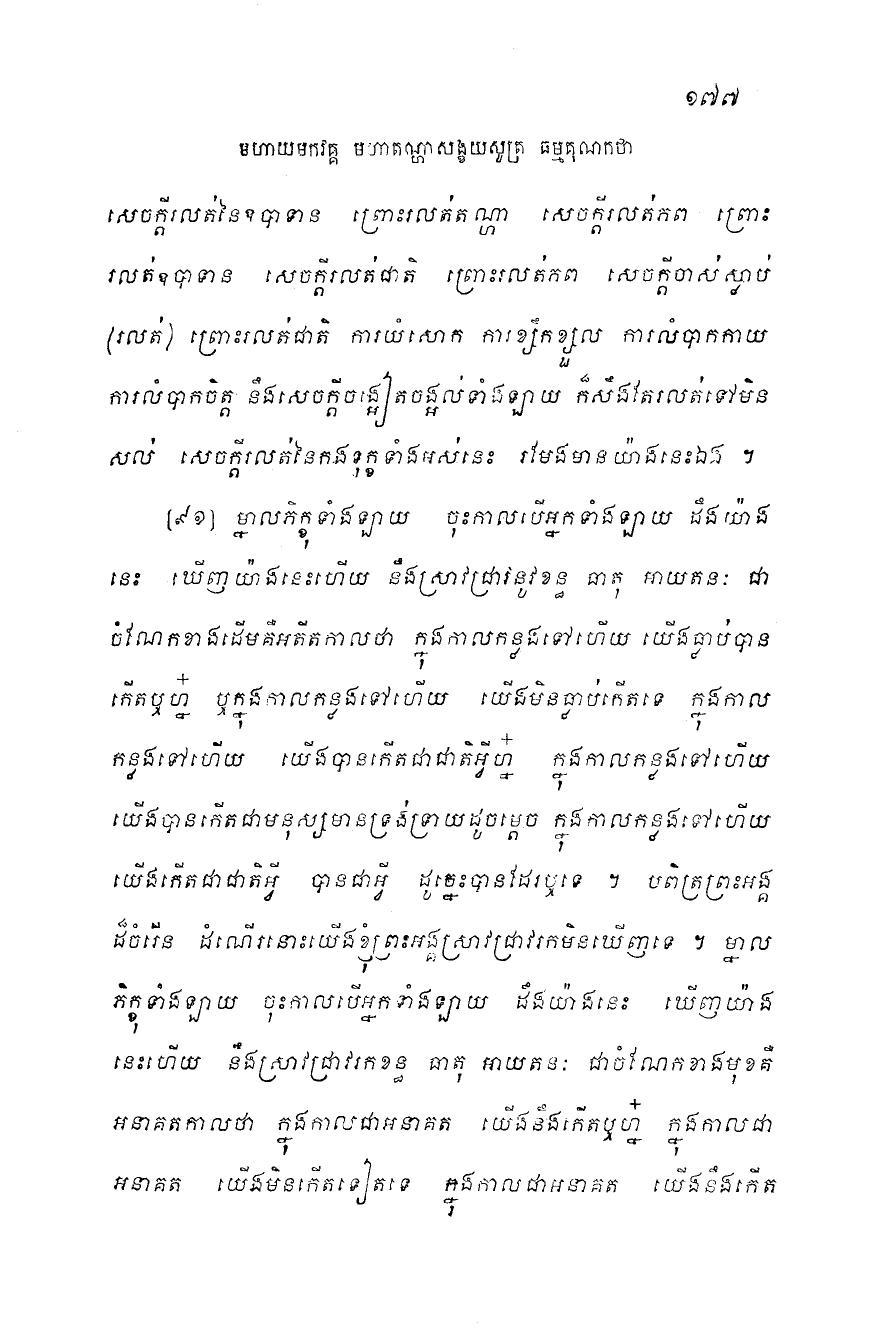 ១៧៧
មហាយមកវគ្គ មហាតណ្ហាសង្ខយសូត្រ ធម្មគុណកថា
សេចក្តីរលត់នៃឧបាទាន ព្រោះរលត់តណ្ហា សេចក្តីរលត់ភព ព្រោះ
រលត់ឧបាទាន សេចក្តីរលត់ជាតិ ព្រោះរលត់ភព សេចក្តីចាស់ស្លាប់
(រលត់) ព្រោះរលត់ជាតិ ការយំសោក ការខ្សឹកខ្សួល ការលំបាកកាយ
ការលំបាកចិត្ត នឹងសេចក្តីចង្អៀតចង្អល់ទាំងឡាយ ក៏សឹងតែរលត់ទៅមិន
សល់ សេចក្តីរលត់នៃកងទុក្ខទាំងអស់នេះ រមែងមានយ៉ាងនេះឯង ។
[៩១] ម្នាលភិក្ខុទាំងឡាយ ចុះកាលបើអ្នកទាំងឡាយ ដឹងយ៉ាង
នេះ ឃើញយ៉ាងនេះហើយ នឹងស្រាវជ្រាវនូវខន្ធ ធាតុ អាយតនៈ ជា
ចំណែកខាងដើមគឺអតីតកាលថា ក្នុងកាលកន្លងទៅហើយ យើងធ្លាប់បាន
កើតឬហ្ន៎ ឬក្នុងកាលកន្លងទៅហើយ យើងមិនធ្លាប់កើតទេ ក្នុងកាល
កន្លងទៅហើយ យើងបានកើតជាជាតិអ្វីហ្ន៎ ក្នុងកាលកន្លងទៅហើយ
យើងបានកើតជាមនុស្សមានទ្រង់ទ្រាយដូចម្តេច ក្នុងកាលកន្លងទៅហើយ
យើងកើតជាជាតិអ្វី បានជាអ្វី ដូច្នេះបានដែរឬទេ ។ បពិត្រព្រះអង្គ
ដ៏ចំរើន ដំណើរនោះយើងខ្ញុំព្រះអង្គស្រាវជ្រាវរកមិនឃើញទេ ។ ម្នាល
ភិក្ខុទាំងឡាយ ចុះកាលបើអ្នកទាំងឡាយ ដឹងយ៉ាងនេះ ឃើញយ៉ាង
នេះហើយ នឹងស្រាវជ្រាវរកខន្ធ ធាតុ អាយតនៈ ជាចំណែកខាងមុខគឺ
អនាគតកាលថា ក្នុងកាលជាអនាគត យើងនឹងកើតឬហ្ន៎ ក្នុងកាលជា
អនាគត យើងមិនកើតទៀតទេ ក្នុងកាលជាអនាគត យើងនឹងកើត